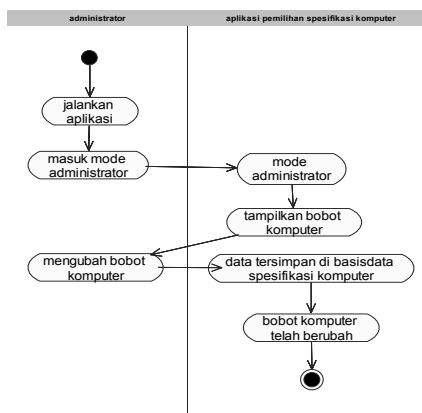 administrator
aplikasi pemilihan spesifikasi komputer
jalankan
aplikasi
masuk mode
administrator
mode
administrator
tampilkan bobot
komputer
mengubah bobot
komputer
data tersimpan di basisdata
spesifikasi komputer
bobot komputer
telah berubah